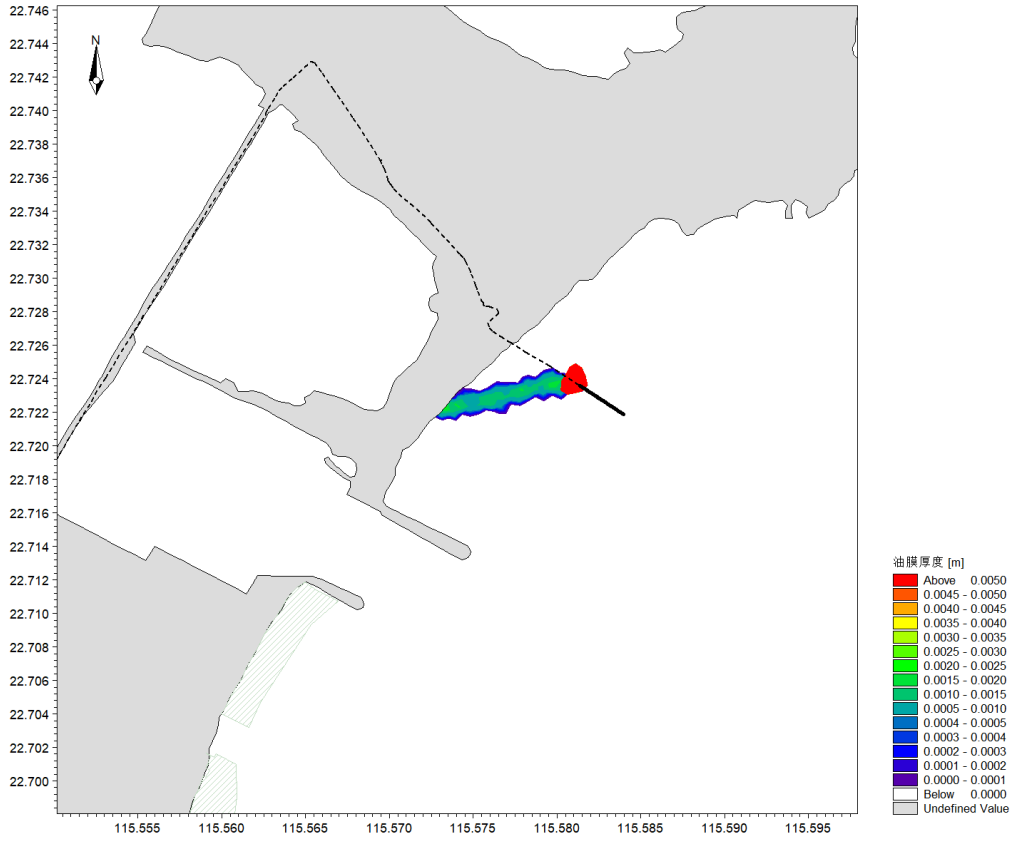 22.746
22.744
22.742
22.740
22.738
22.736
22.734
22.732
22.730
22.728
22.726
22.724
22.722
22.720
22.718
22.716
22.714
22.712
22.710
22.708
22.706
22.704
22.702
22.700
N
115.555 115.560 115.565 115.570 115.575 115.580 115.585 115.590 115.595
油膜厚度 [m]
Above 0.0050
0.0045 - 0.0050
0.0040 - 0.0045
0.0035 - 0.0040
0.0030 - 0.0035
0.0025 - 0.0030
0.0020 - 0.0025
0.0015 - 0.0020
0.0010 - 0.0015
0.0005 - 0.0010
0.0004 - 0.0005
0.0003 - 0.0004
0.0002 - 0.0003
0.0001 - 0.0002
0.0000 - 0.0001
Below 0.0000
Undefined Value